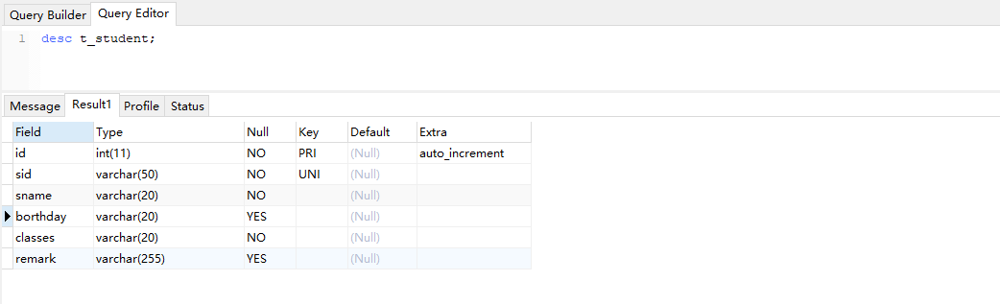 Query Builder Query Editor
1 desc t_student;
Message Result1 Profile Status
Field Type Null Key Default Extra
id int(11) NO PRI (Null) auto_increment
sid varchar(50) NO UNI (Null)
sname varchar(20) NO (Null)
borthday varchar(20) YES (Null)
classes varchar(20) NO (Null)
remark varchar(255) YES (Null)